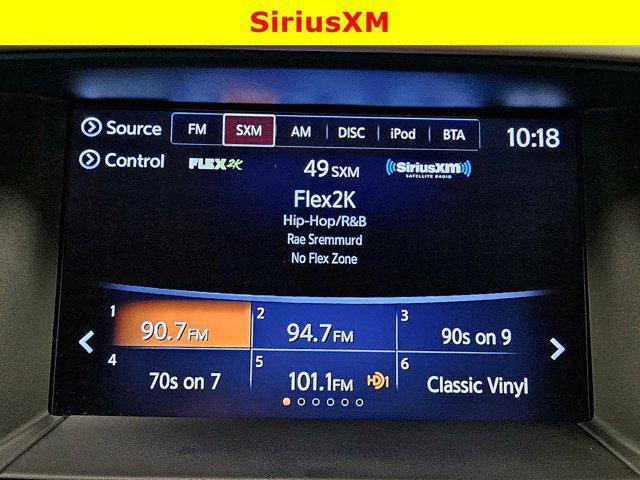 SiriusXM
Source FM SXM AM DISC iPod BTA 10:18
Control FLEX2K 49 SXM ((SiriusXM))
SATELLITE RADIO
Flex2K
Hip-Hop/R&B
Rae Sremmurd
No Flex Zone
1 90.7FM 2 94.7FM 3 90s on 9
4 70s on 7 5 101.1FM HD1 6 Classic Vinyl